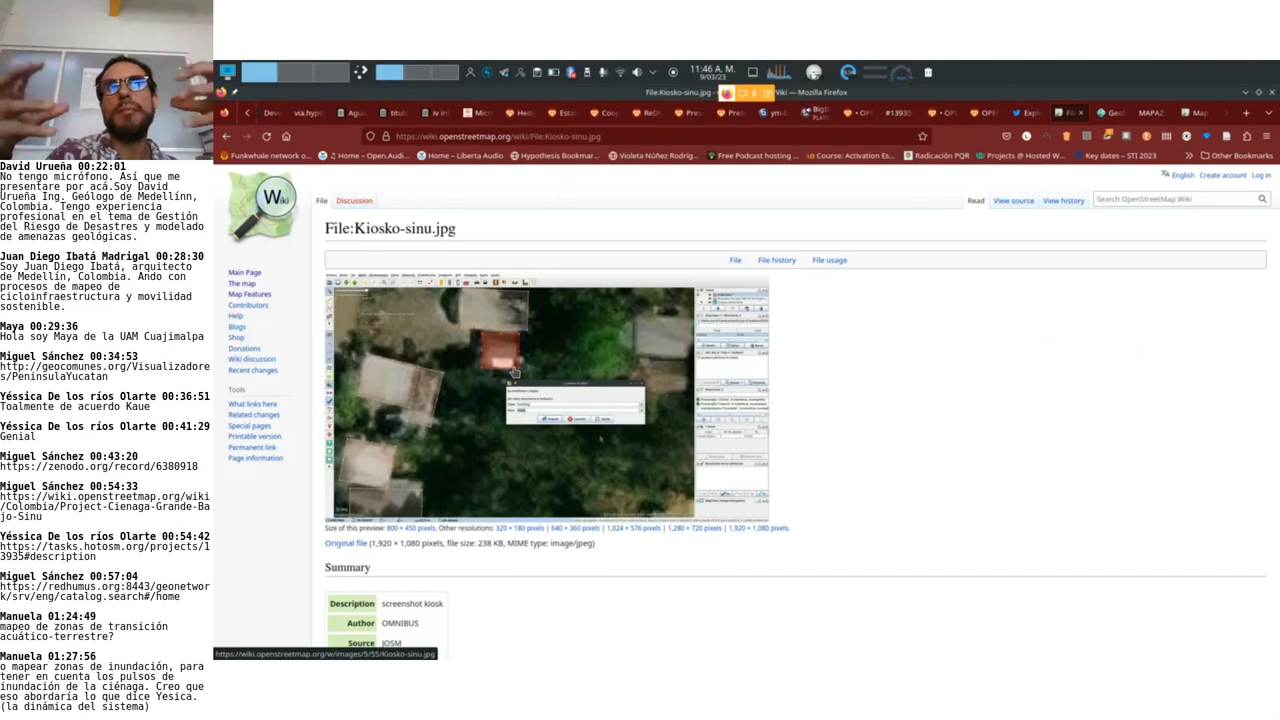 David Urueña 00:22:01
No tengo micrófono. Así que me
presentare por acá.Soy David
Urueña Ing, Geólogo de Medellínn,
Colombia. Tengo experiencia
profesional en el tema de Gestión
del Riesgo de Desastres y modelado
de amenazas geológicas.
Juan Diego Ibatá Madrigal 00:28:30
Soy Juan Diego Ibatá, arquitecto
de Medellín, Colombia. Ando con
procesos de mapeo de
cicloinfraestructura y movilidad
sostenible.
Maya 00:29:36
Hola soy Maya de la UAM Cuajimalpa
Miguel Sánchez 00:34:53
http://geocomunes.org/Visualizadore
s/PeninsulaYucatan
Yésica De los ríos Olarte 00:38:51
Toalmente de acuerdo Kaue
Yésica De los ríos Olarte 00:41:29
Genial
Miguel Sánchez 00:43:20
https://zenodo.org/record/6380918
Miguel Sánchez 00:54:33
https://wiki.openstreetmap.org/wiki
/Colombia/Project-Cienaga-Grande-Ba
jo-Sinu
Yésica De los ríos Olarte 00:54:42
https://tasks.hotosm.org/projects/1
3935#description
Miguel Sánchez 00:57:04
https://redhumus.org:8443/geonetwor
k/srv/eng/catalog.search#/home
Manuela 01:24:49
mapeo de zonas de transición
acuático-terrestre?
Manuela 01:27:56
o mapear zonas de inundación, para
tener en cuenta los pulsos de
inundación de la ciénaga. Creo que
eso abordaría lo que dice Yesica.
(la dinámica del sistema)
11:46 A. M.
9/03/23
File:Kiosko-sinu.jpg - Wiki — Mozilla Firefox
https://wiki.openstreetmap.org/wiki/File:Kiosko-sinu.jpg
Funkwhale network o... Home – Open.Audi... Home – Liberta Audio Hypothesis Bookmar... Violeta Núñez Rodríg... Free Podcast hosting ... Course: Activation Es... Radicación PQR Projects @ Hosted W... Key dates – STI 2023 Other Bookmarks
English Create account Log in
Wiki
File Discussion Read View source View history Search OpenStreetMap Wiki
File:Kiosko-sinu.jpg
File File history File usage
Main Page
The map
Map Features
Contributors
Help
Blogs
Shop
Donations
Wiki discussion
Recent changes
Tools
What links here
Related changes
Special pages
Printable version
Permanent link
Page information
Size of this preview: 800 × 450 pixels. Other resolutions: 320 × 180 pixels | 640 × 360 pixels | 1,024 × 576 pixels | 1,280 × 720 pixels | 1,920 × 1,080 pixels.
Original file (1,920 × 1,080 pixels, file size: 238 KB, MIME type: image/jpeg)
Summary
Description screenshot kiosk
Author OMNIBUS
Source JOSM
https://wiki.openstreetmap.org/w/images/5/55/Kiosko-sinu.jpg